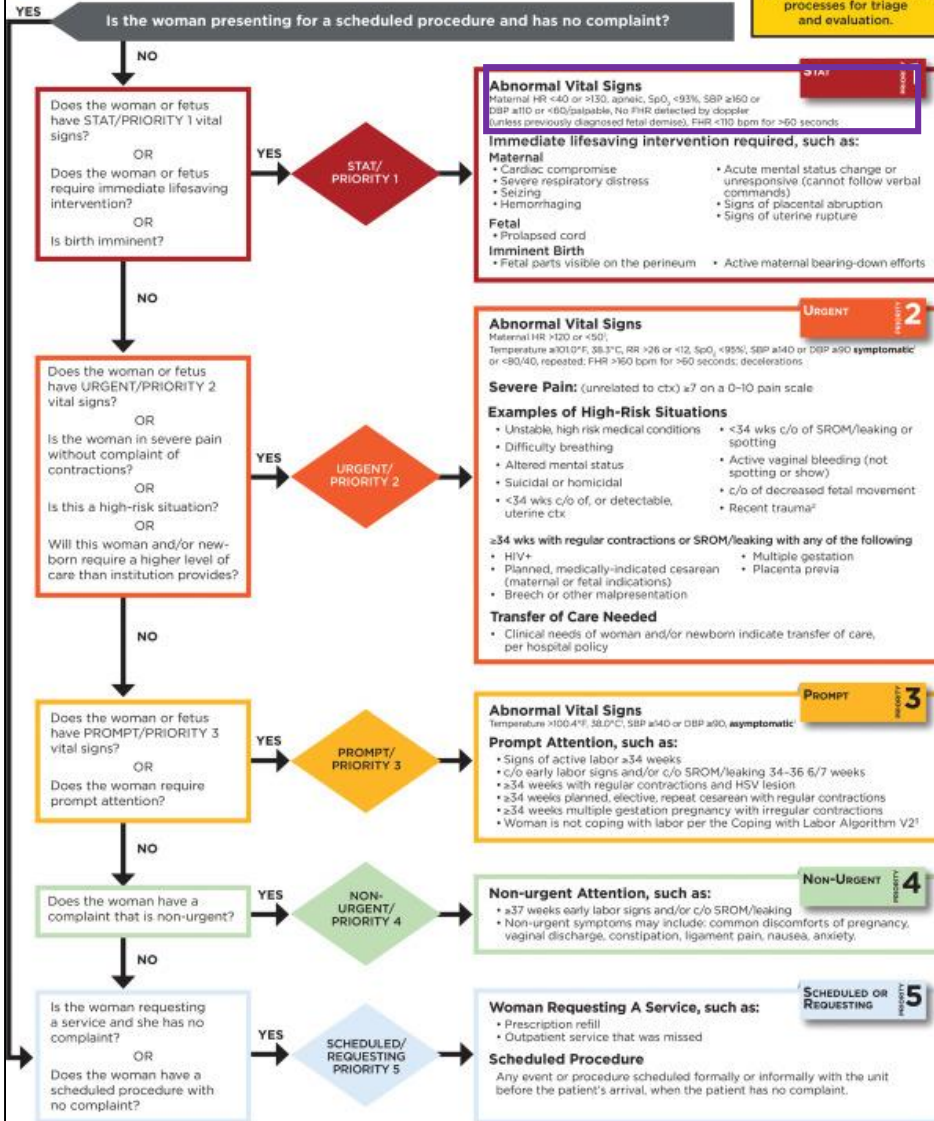 processes for triage
and evaluation.
YES
Is the woman presenting for a scheduled procedure and has no complaint?
NO
Does the woman or fetus
have STAT/PRIORITY 1 vital
signs?
OR
Does the woman or fetus
require immediate lifesaving
intervention?
OR
Is birth imminent?
YES
STAT/
PRIORITY 1
STAT
PRIORITY
1
Abnormal Vital Signs
Maternal HR <40 or >130, apneic, SpO₂ <93%, SBP ≥160 or
DBP ≥110 or <60/palpable, No FHR detected by doppler
(unless previously diagnosed fetal demise), FHR <110 bpm for >60 seconds
Immediate lifesaving intervention required, such as:
Maternal
• Cardiac compromise
• Severe respiratory distress
• Seizing
• Hemorrhaging
• Acute mental status change or
unresponsive (cannot follow verbal
commands)
• Signs of placental abruption
• Signs of uterine rupture
Fetal
• Prolapsed cord
Imminent Birth
• Fetal parts visible on the perineum
• Active maternal bearing-down efforts
NO
Does the woman or fetus
have URGENT/PRIORITY 2
vital signs?
OR
Is the woman in severe pain
without complaint of
contractions?
OR
Is this a high-risk situation?
OR
Will this woman and/or new-
born require a higher level of
care than institution provides?
YES
URGENT/
PRIORITY 2
URGENT
PRIORITY
2
Abnormal Vital Signs
Maternal HR >120 or <50¹,
Temperature ≥101.0°F, 38.3°C, RR >26 or <12, SpO₂ <95%¹, SBP ≥140 or DBP ≥90 symptomatic¹
or <80/40, repeated; FHR >160 bpm for >60 seconds; decelerations
Severe Pain: (unrelated to ctx) ≥7 on a 0–10 pain scale
Examples of High-Risk Situations
• Unstable, high risk medical conditions
• Difficulty breathing
• Altered mental status
• Suicidal or homicidal
• <34 wks c/o of, or detectable,
uterine ctx
• <34 wks c/o of SROM/leaking or
spotting
• Active vaginal bleeding (not
spotting or show)
• c/o of decreased fetal movement
• Recent trauma²
≥34 wks with regular contractions or SROM/leaking with any of the following
• HIV+
• Planned, medically-indicated cesarean
(maternal or fetal indications)
• Breech or other malpresentation
• Multiple gestation
• Placenta previa
Transfer of Care Needed
• Clinical needs of woman and/or newborn indicate transfer of care,
per hospital policy
NO
Does the woman or fetus
have PROMPT/PRIORITY 3
vital signs?
OR
Does the woman require
prompt attention?
YES
PROMPT/
PRIORITY 3
PROMPT
PRIORITY
3
Abnormal Vital Signs
Temperature >100.4°F, 38.0°C¹, SBP ≥140 or DBP ≥90, asymptomatic¹
Prompt Attention, such as:
• Signs of active labor ≥34 weeks
• c/o early labor signs and/or c/o SROM/leaking 34–36 6/7 weeks
• ≥34 weeks with regular contractions and HSV lesion
• ≥34 weeks planned, elective, repeat cesarean with regular contractions
• ≥34 weeks multiple gestation pregnancy with irregular contractions
• Woman is not coping with labor per the Coping with Labor Algorithm V2³
NO
Does the woman have a
complaint that is non-urgent?
YES
NON-
URGENT/
PRIORITY 4
NON-URGENT
PRIORITY
4
Non-urgent Attention, such as:
• ≥37 weeks early labor signs and/or c/o SROM/leaking
• Non-urgent symptoms may include: common discomforts of pregnancy,
vaginal discharge, constipation, ligament pain, nausea, anxiety.
NO
Is the woman requesting
a service and she has no
complaint?
OR
Does the woman have a
scheduled procedure with
no complaint?
YES
SCHEDULED/
REQUESTING
PRIORITY 5
SCHEDULED OR
REQUESTING
PRIORITY
5
Woman Requesting A Service, such as:
• Prescription refill
• Outpatient service that was missed
Scheduled Procedure
Any event or procedure scheduled formally or informally with the unit
before the patient's arrival, when the patient has no complaint.